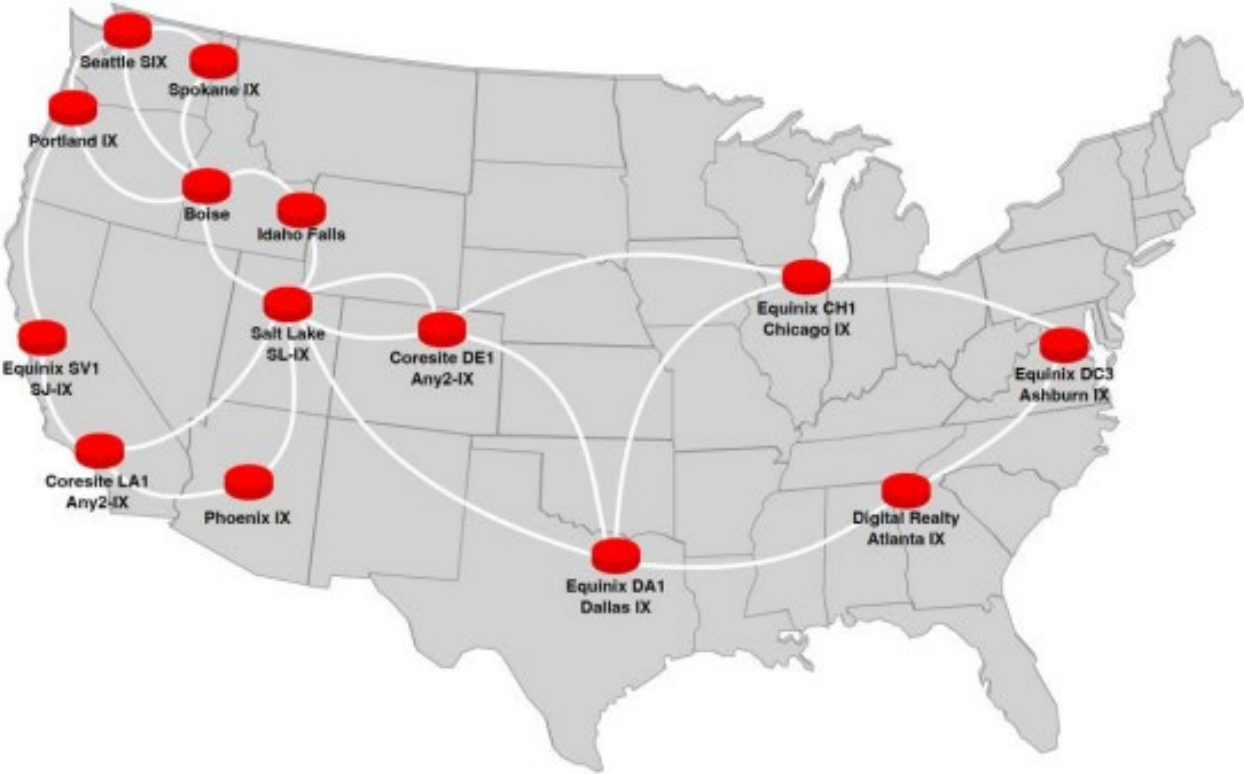 Seattle SIX
Spokane IX
Portland IX
Boise
Idaho Falls
Salt Lake
SL-IX
Coresite DE1
Any2-IX
Equinix CH1
Chicago IX
Equinix DC3
Ashburn IX
Equinix SV1
SJ-IX
Coresite LA1
Any2-IX
Phoenix IX
Digital Realty
Atlanta IX
Equinix DA1
Dallas IX